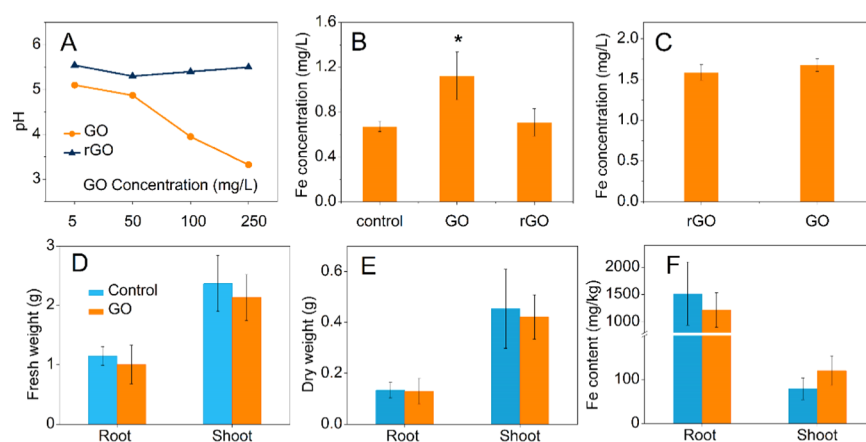 A
pH
6
5
4
3
GO
rGO
GO Concentration (mg/L)
5 50 100 250
B
*
Fe concentration (mg/L)
1.8
1.2
0.6
0.0
control GO rGO
C
Fe concentration (mg/L)
2.0
1.5
1.0
0.5
0.0
rGO GO
D
Control
GO
Fresh weight (g)
3
2
1
0
Root Shoot
E
Dry weight (g)
0.6
0.4
0.2
0.0
Root Shoot
F
Fe content (mg/kg)
2000
1500
1000
100
0
Root Shoot